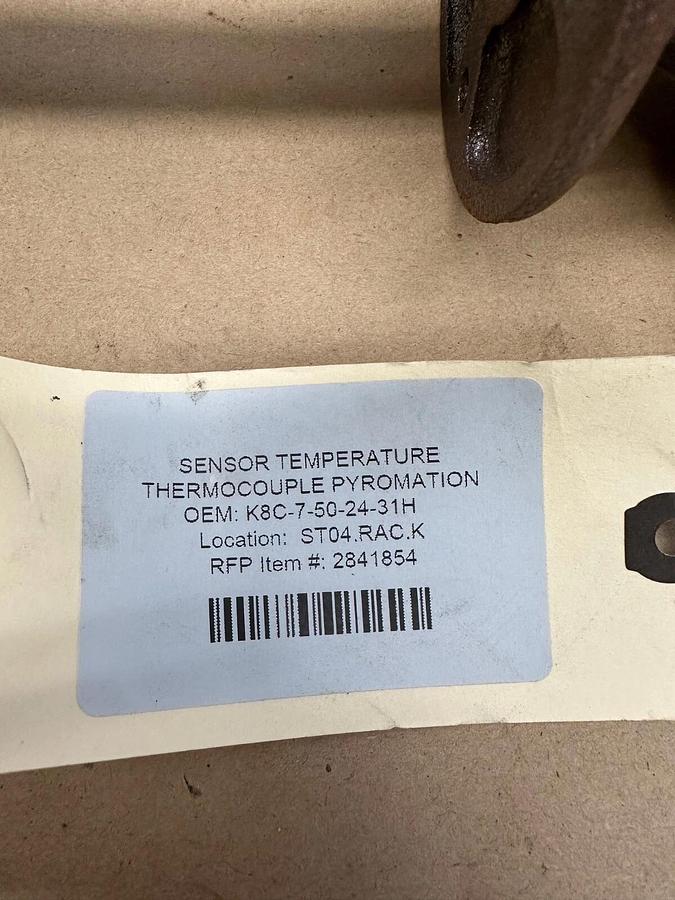 SENSOR TEMPERATURE
THERMOCOUPLE PYROMATION
OEM: K8C-7-50-24-31H
Location: ST04.RAC.K
RFP Item #: 2841854